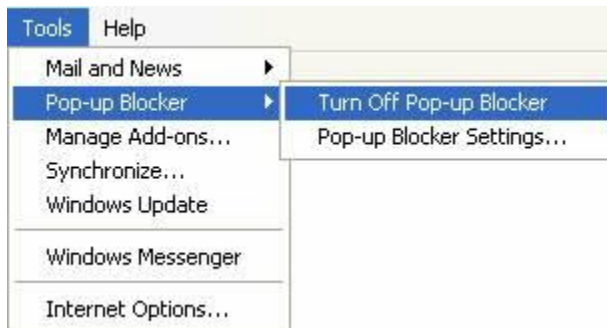 Tools Help
Mail and News
Pop-up Blocker Turn Off Pop-up Blocker
Manage Add-ons... Pop-up Blocker Settings...
Synchronize...
Windows Update
Windows Messenger
Internet Options...